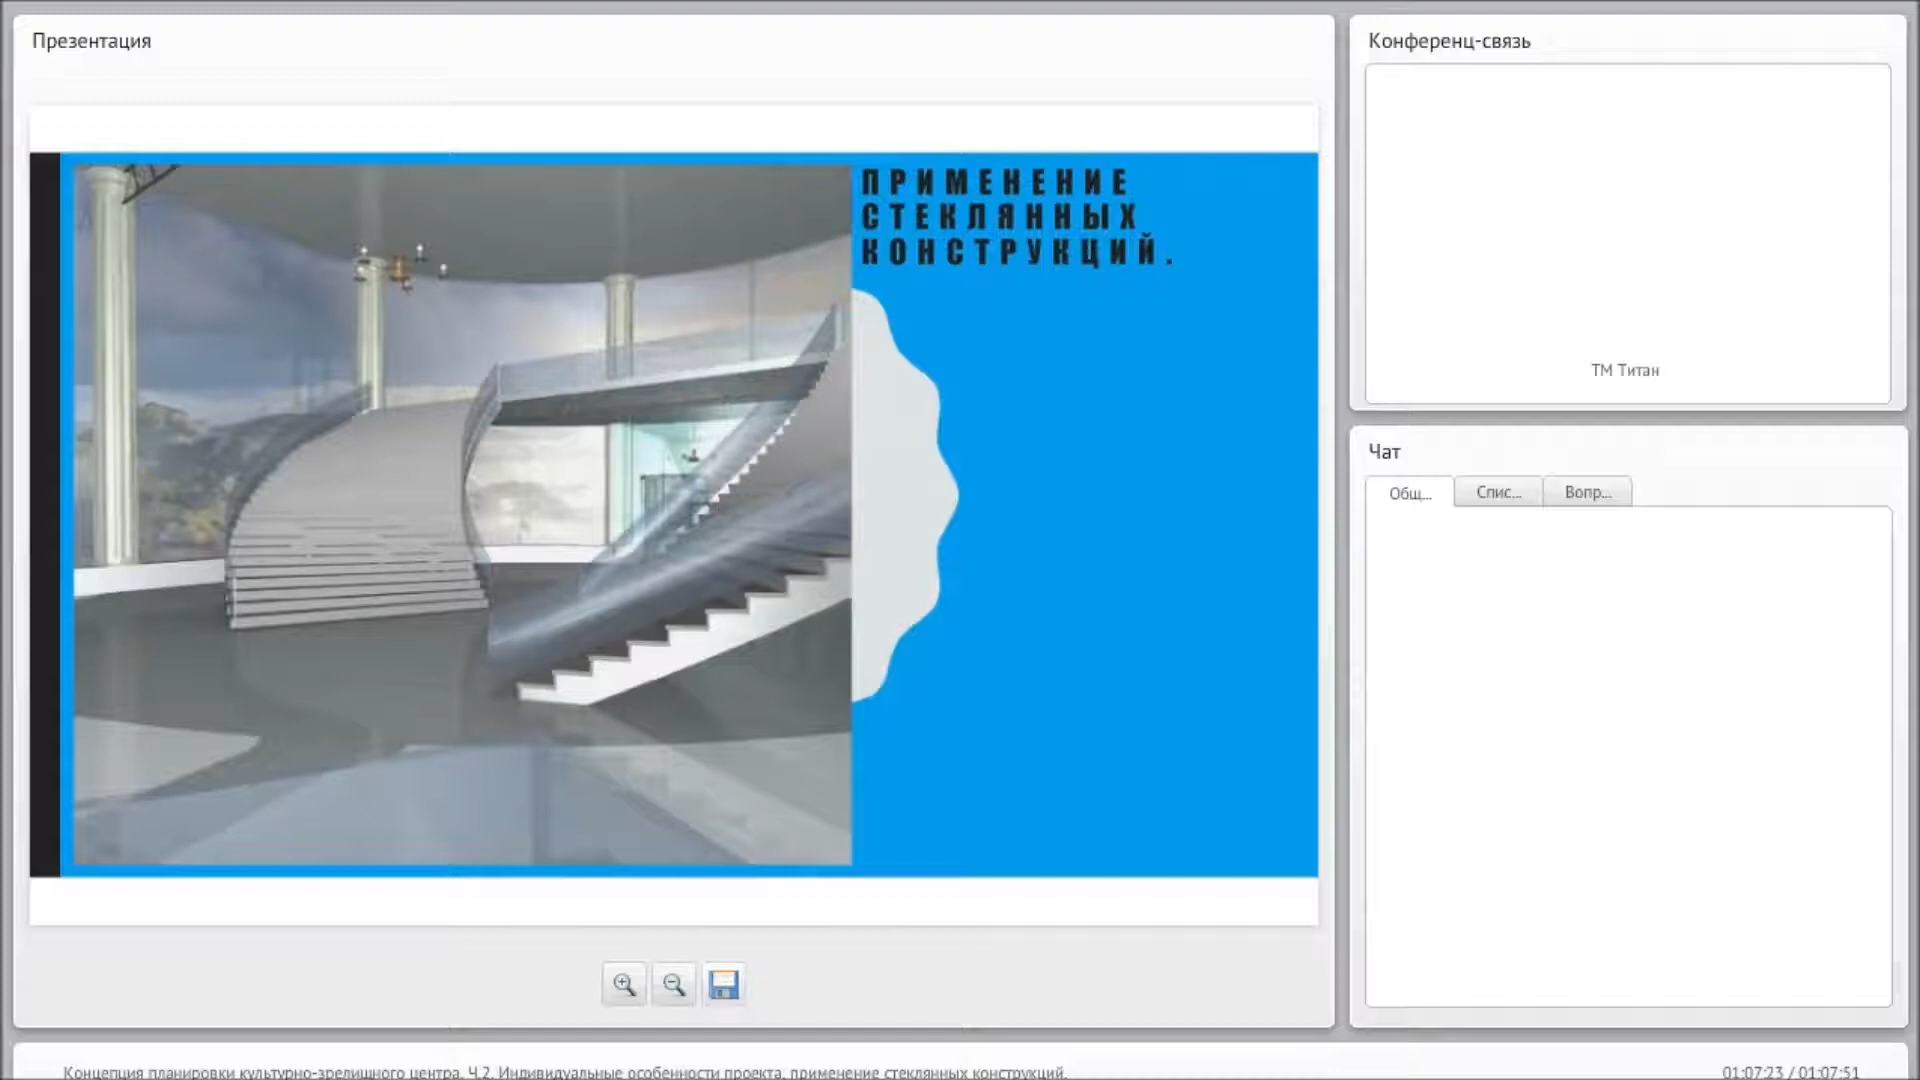 Презентация
ПРИМЕНЕНИЕ
СТЕКЛЯННЫХ
КОНСТРУКЦИЙ.
Конференц-связь
ТМ Титан
Чат
Общ...
Спис...
Вопр...
Концепция планировки культурно-зрелищного центра. Ч.2. Индивидуальные особенности проекта, применение стеклянных конструкций.
01:07:23 / 01:07:51